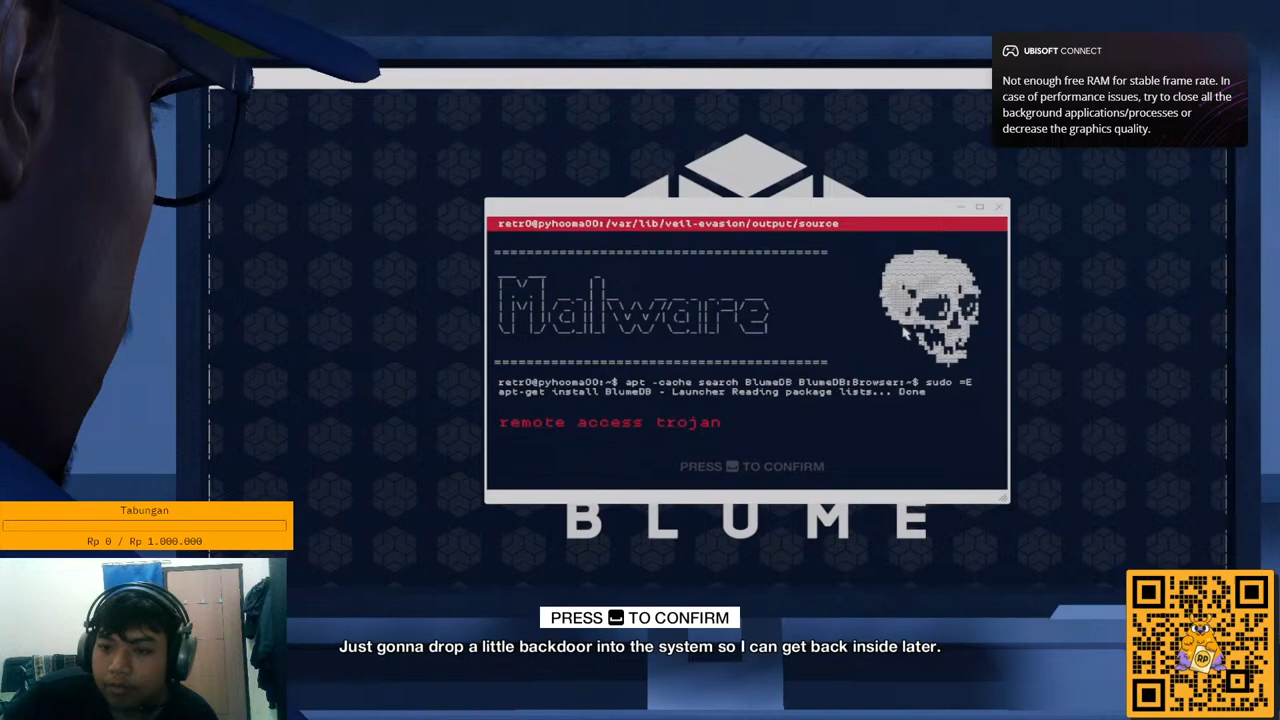 UBISOFT CONNECT
Not enough free RAM for stable frame rate. In
case of performance issues, try to close all the
background applications/processes or
decrease the graphics quality.
retr0@pyhooma00:/var/lib/veil-evasion/output/source
=======================================
Malware
=======================================
retr0@pyhooma00:~$ apt -cache search BlumeDB BlumeDB:Browser:~$ sudo =E
apt-get install BlumeDB - Launcher Reading package lists... Done
remote access trojan
PRESS TO CONFIRM
BLUME
Tabungan
Rp 0 / Rp 1.000.000
PRESS TO CONFIRM
Just gonna drop a little backdoor into the system so I can get back inside later.
RP